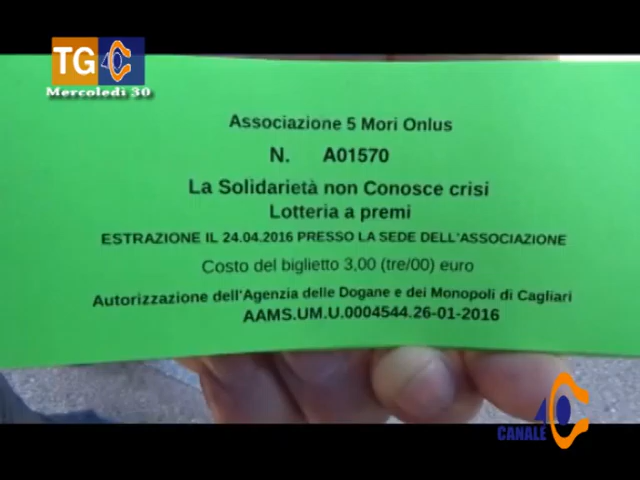 TG4C
Mercoledì 30
Associazione 5 Mori Onlus
N. A01570
La Solidarietà non Conosce crisi
Lotteria a premi
ESTRAZIONE IL 24.04.2016 PRESSO LA SEDE DELL'ASSOCIAZIONE
Costo del biglietto 3,00 (tre/00) euro
Autorizzazione dell'Agenzia delle Dogane e dei Monopoli di Cagliari
AAMS.UM.U.0004544.26-01-2016
CANALE 40